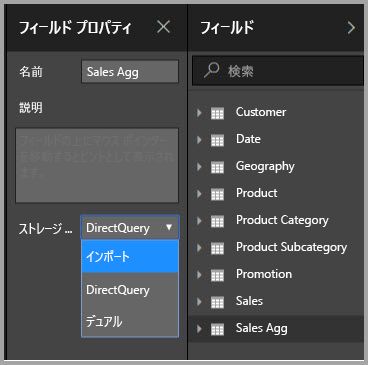 フィールド プロパティ
名前
Sales Agg
説明
フィールドの上にマウス ポインター
を移動するとヒントとして表示され
ます。
ストレージ ...
DirectQuery
インポート
DirectQuery
デュアル
フィールド
検索
Customer
Date
Geography
Product
Product Category
Product Subcategory
Promotion
Sales
Sales Agg